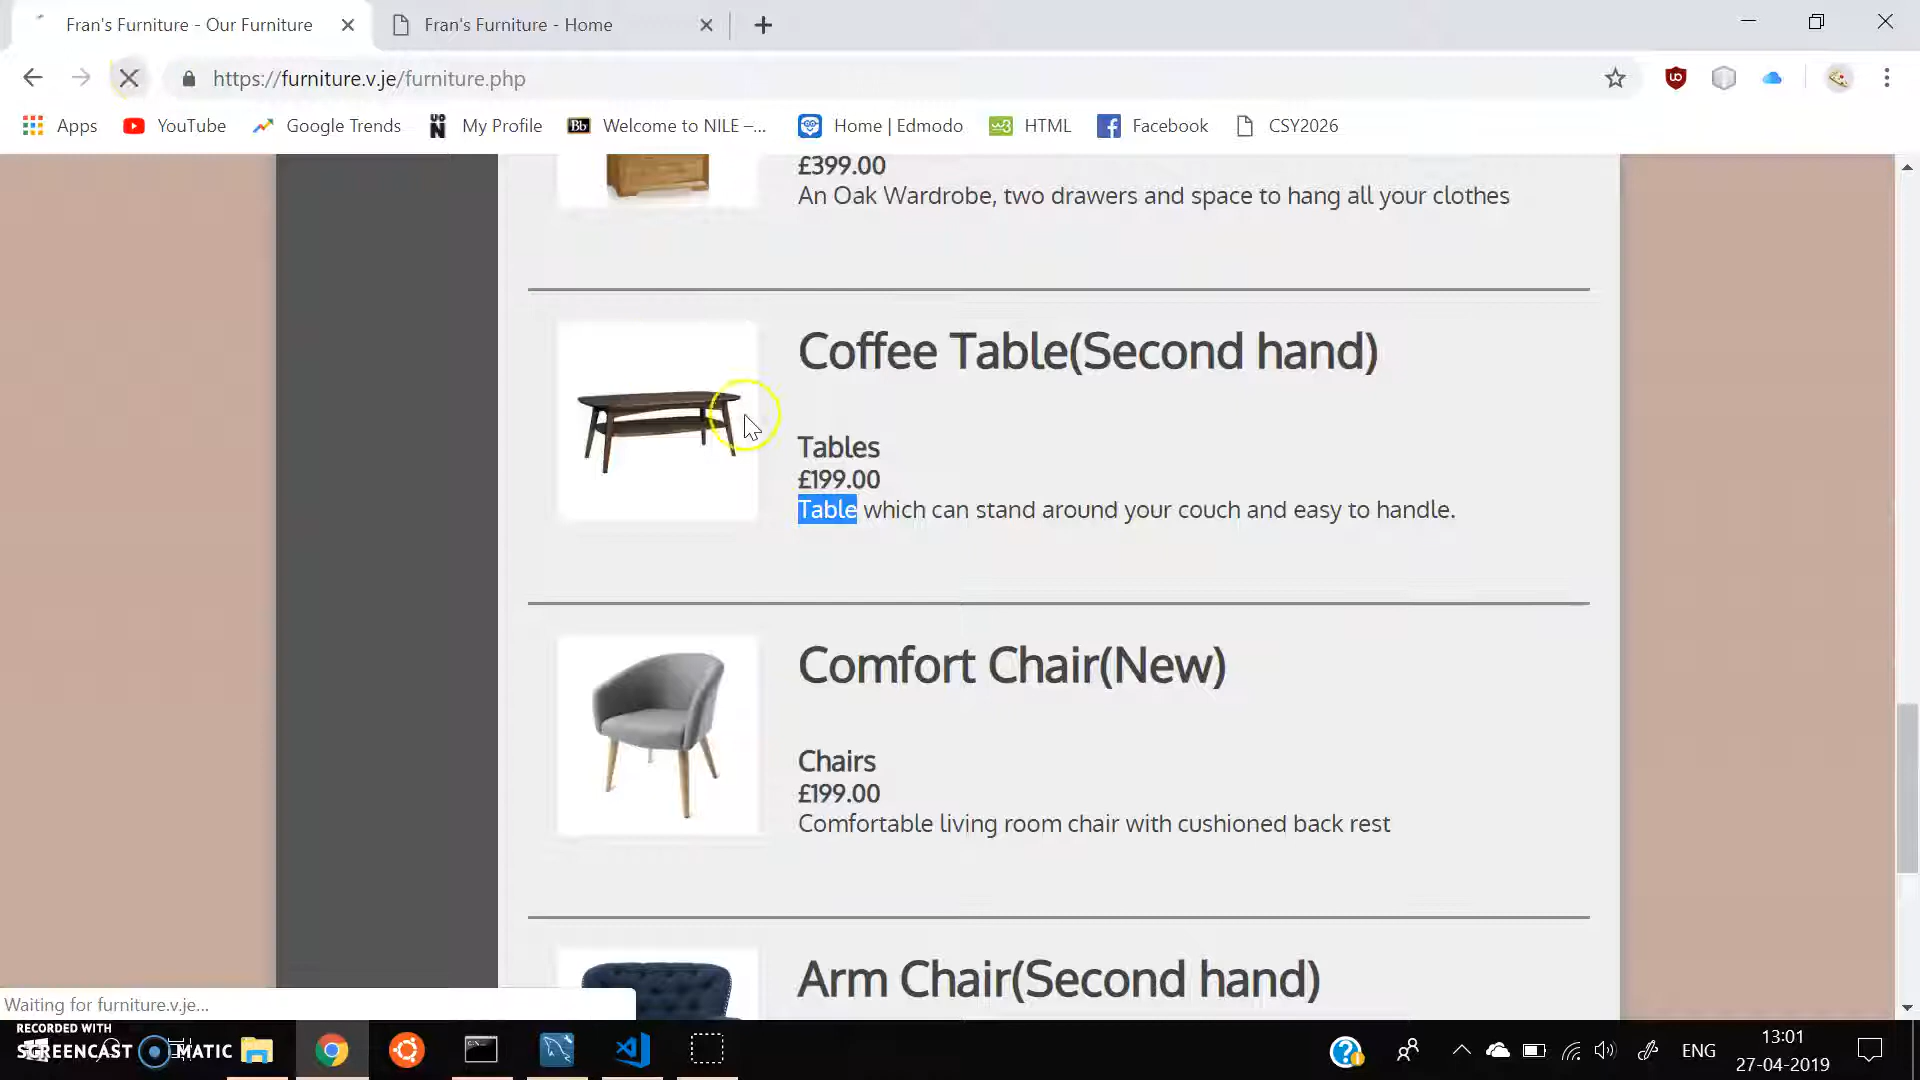 Fran's Furniture - Our Furniture
Fran's Furniture - Home
https://furniture.v.je/furniture.php
Apps
YouTube
Google Trends
UON
My Profile
Bb
Welcome to NILE –...
Home | Edmodo
w3
HTML
Facebook
CSY2026
£399.00
An Oak Wardrobe, two drawers and space to hang all your clothes
Coffee Table(Second hand)
Tables
£199.00
Table which can stand around your couch and easy to handle.
Comfort Chair(New)
Chairs
£199.00
Comfortable living room chair with cushioned back rest
Arm Chair(Second hand)
Waiting for furniture.v.je...
RECORDED WITH
SCREENCAST MATIC
ENG
13:01
27-04-2019